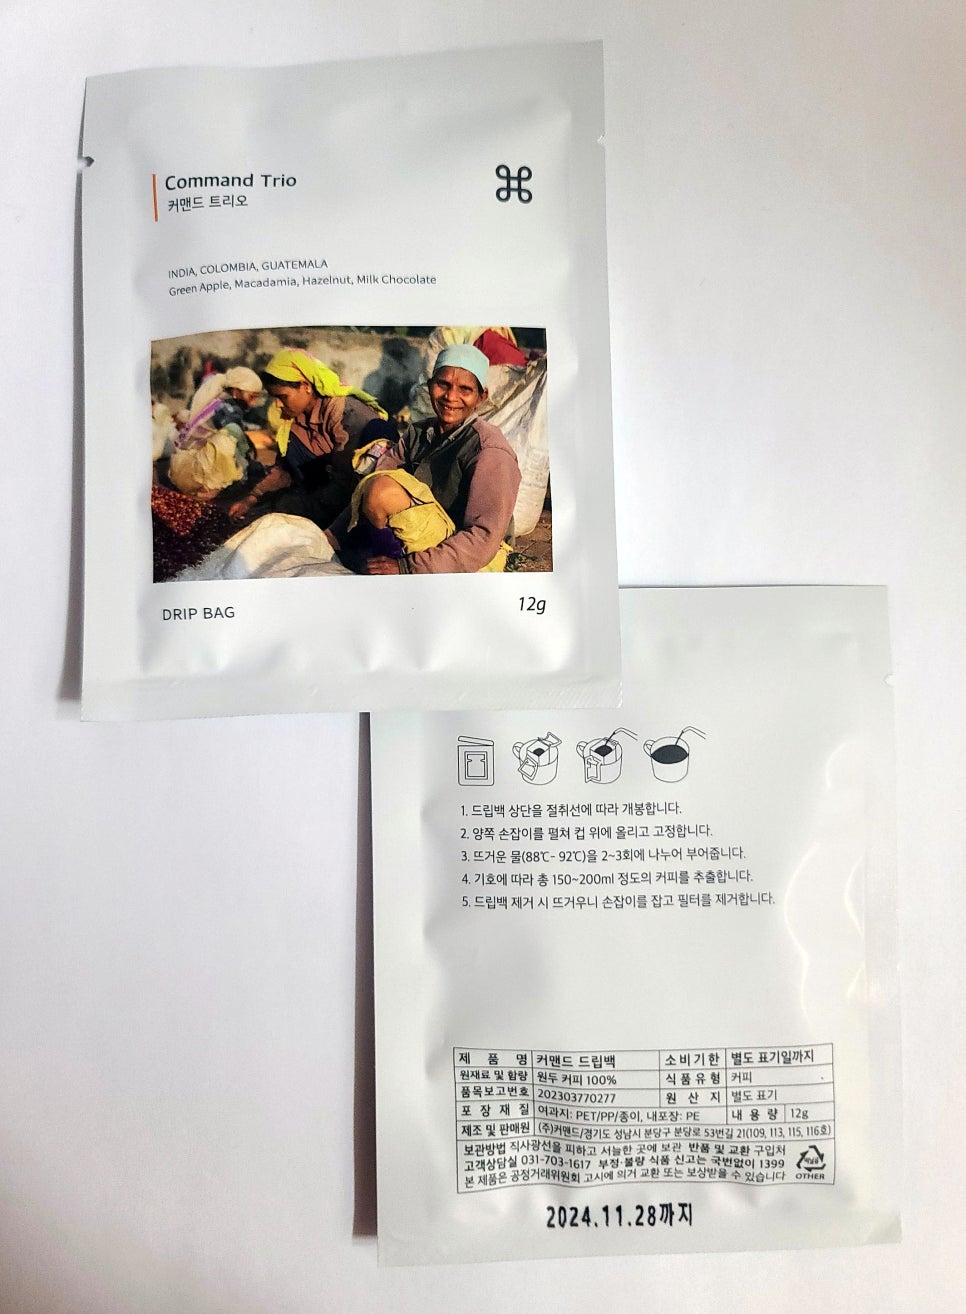 Command Trio
커맨드 트리오
INDIA, COLOMBIA, GUATEMALA
Green Apple, Macadamia, Hazelnut, Milk Chocolate
DRIP BAG
12g
1. 드립백 상단을 절취선에 따라 개봉합니다.
2. 양쪽 손잡이를 펼쳐 컵 위에 올리고 고정합니다.
3. 뜨거운 물(88℃- 92℃)을 2~3회에 나누어 부어줍니다.
4. 기호에 따라 총 150~200ml 정도의 커피를 추출합니다.
5. 드립백 제거 시 뜨거우니 손잡이를 잡고 필터를 제거합니다.
제 품 명 커맨드 드립백 소비기한 별도 표기일까지
원재료 및 함량 원두 커피 100% 식품유형 커피
품목보고번호 202303770277 원 산 지 별도 표기
포 장 재 질 여과지: PET/PP/종이, 내포장: PE 내 용 량 12g
제조 및 판매원 (주)커맨드/경기도 성남시 분당구 분당로 53번길 21(109, 113, 115, 116호)
보관방법 직사광선을 피하고 서늘한 곳에 보관 반품 및 교환 구입처
고객상담실 031-703-1617 부정·불량 식품 신고는 국번없이 1399
본 제품은 공정거래위원회 고시에 의거 교환 또는 보상받을 수 있습니다
OTHER
2024.11.28까지